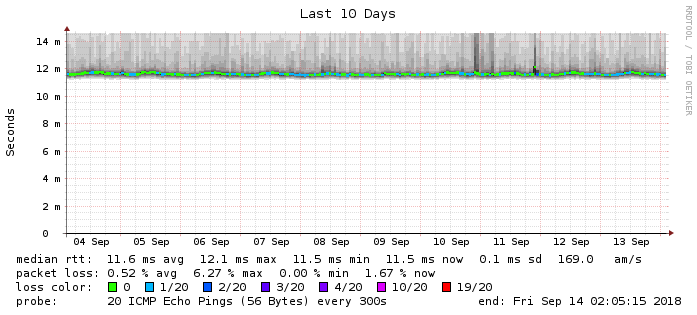 Last 10 Days
RRDTOOL / TOBI OETIKER
Seconds
14 m
12 m
10 m
8 m
6 m
4 m
2 m
0
04 Sep 05 Sep 06 Sep 07 Sep 08 Sep 09 Sep 10 Sep 11 Sep 12 Sep 13 Sep
median rtt: 11.6 ms avg 12.1 ms max 11.5 ms min 11.5 ms now 0.1 ms sd 169.0 am/s
packet loss: 0.52 % avg 6.27 % max 0.00 % min 1.67 % now
loss color: 0 1/20 2/20 3/20 4/20 10/20 19/20
probe: 20 ICMP Echo Pings (56 Bytes) every 300s end: Fri Sep 14 02:05:15 2018